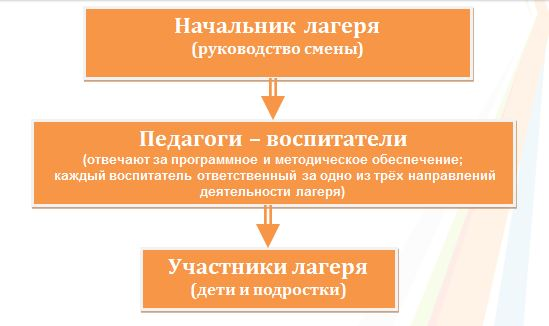 Начальник лагеря
(руководство смены)
Педагоги – воспитатели
(отвечают за программное и методическое обеспечение;
каждый воспитатель ответственный за одно из трёх направлений
деятельности лагеря)
Участники лагеря
(дети и подростки)